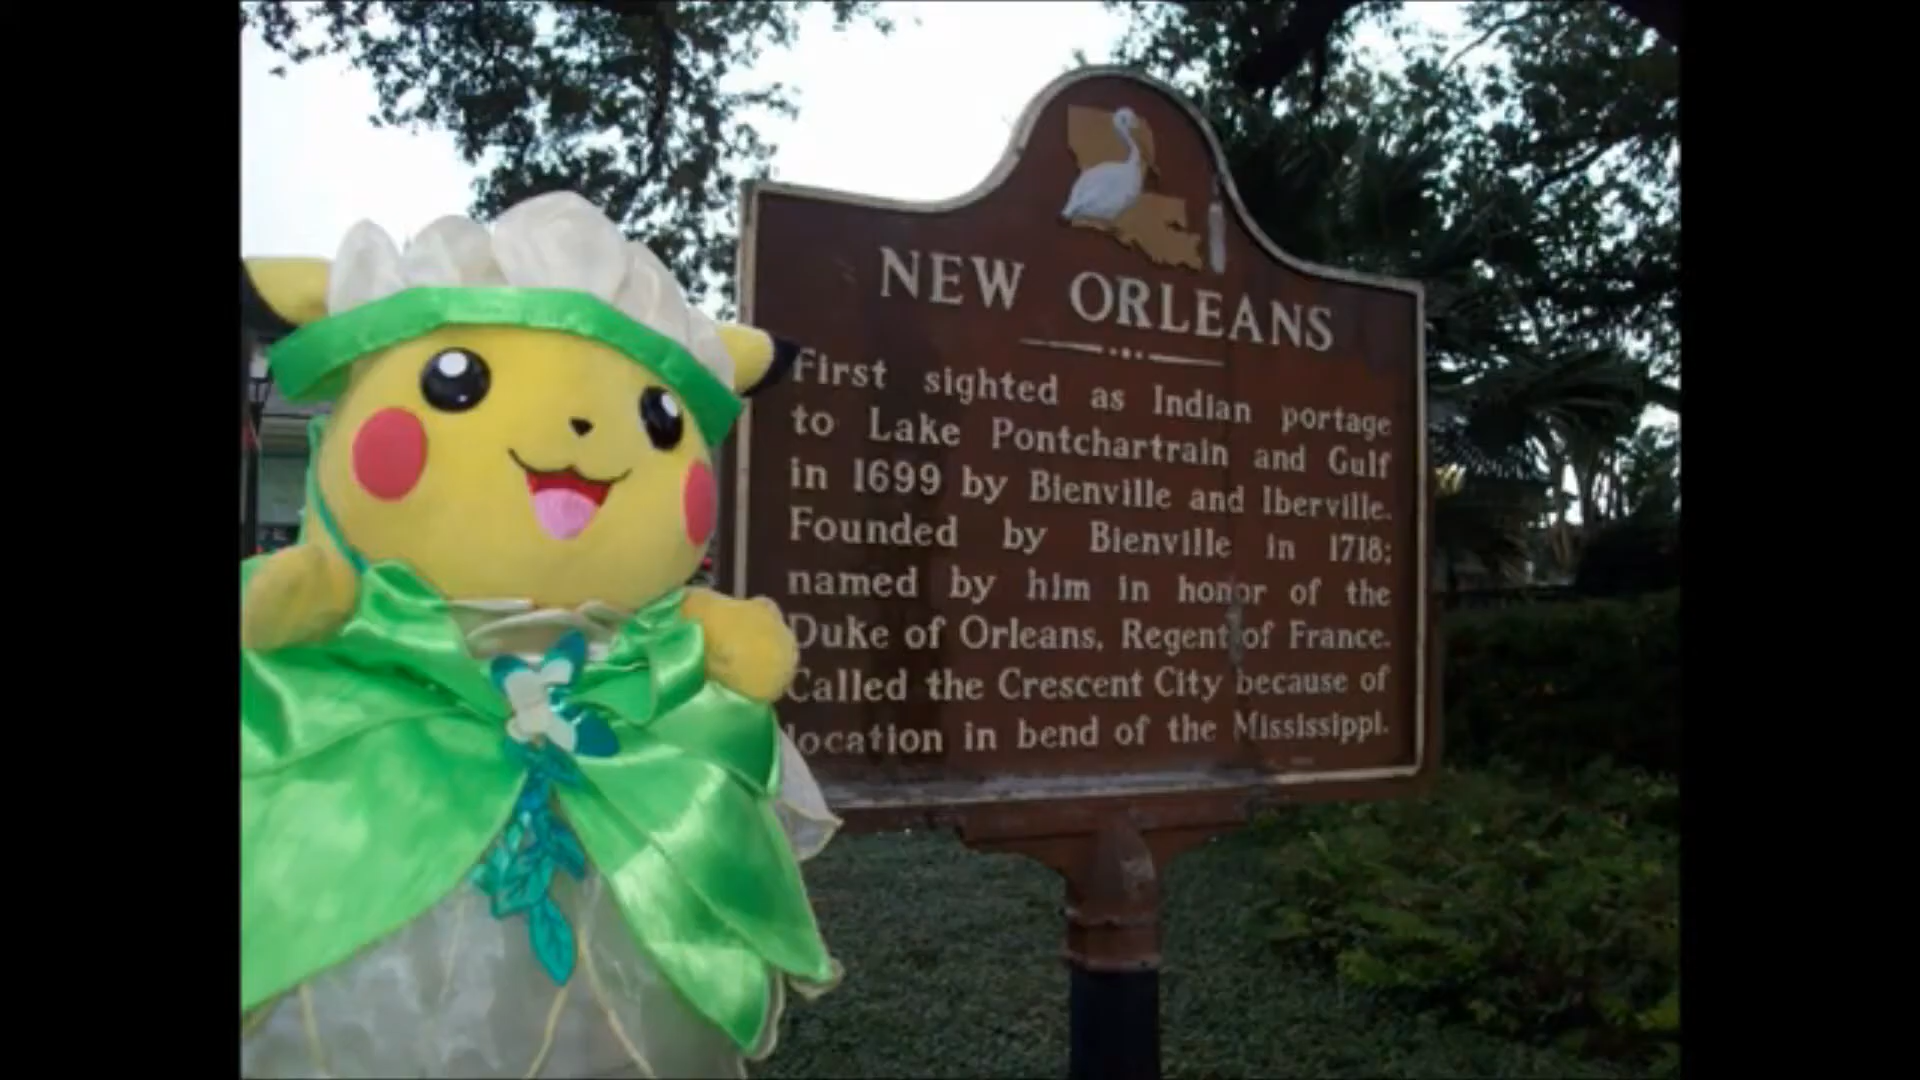 NEW ORLEANS
First sighted as Indian portage
to Lake Pontchartrain and Gulf
in 1699 by Bienville and Iberville.
Founded by Bienville in 1718;
named by him in honor of the
Duke of Orleans, Regent of France.
Called the Crescent City because of
location in bend of the Mississippi.